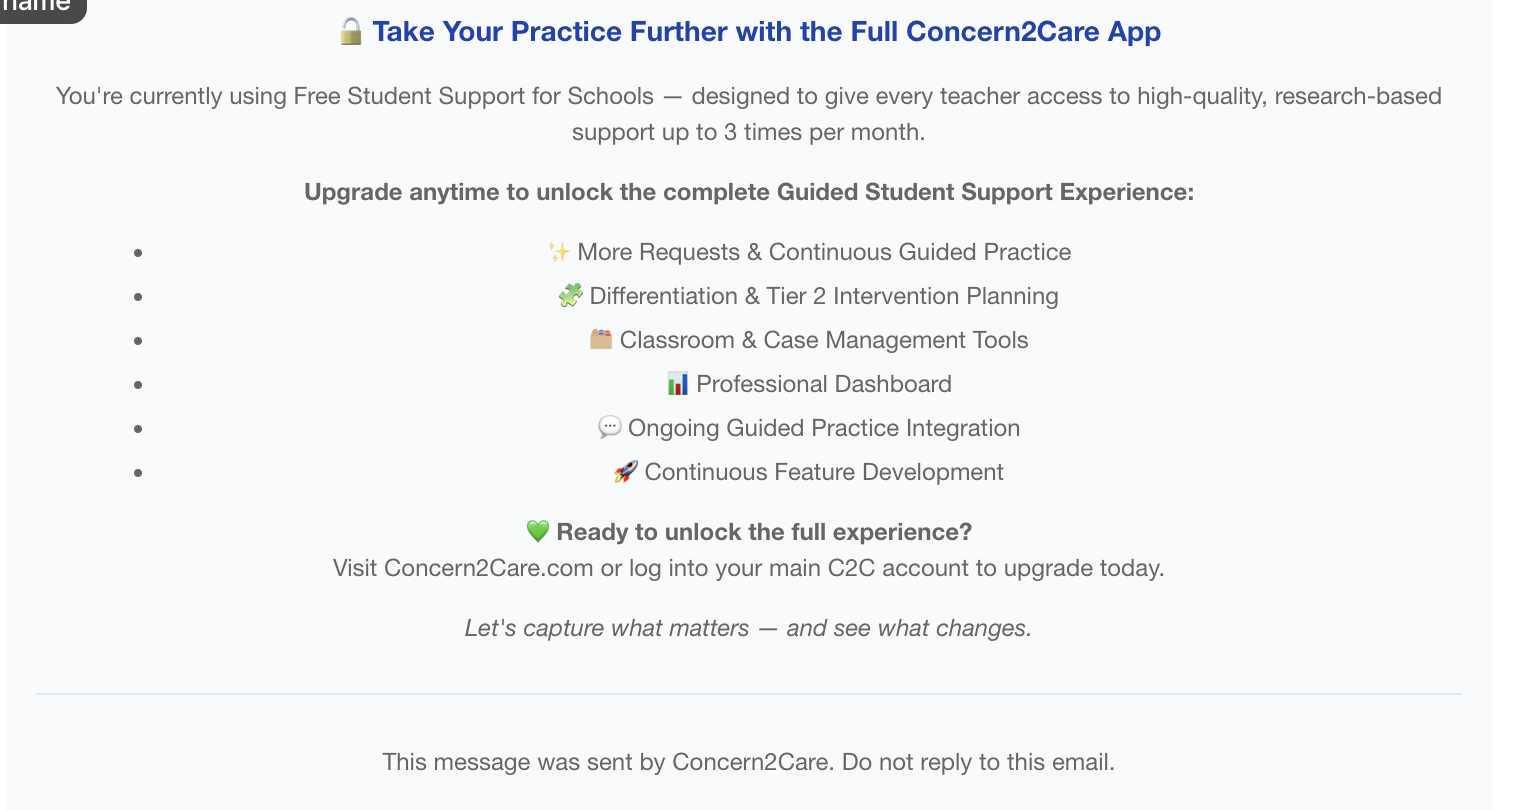 name
🔓 Take Your Practice Further with the Full Concern2Care App
You're currently using Free Student Support for Schools — designed to give every teacher access to high-quality, research-based
support up to 3 times per month.
Upgrade anytime to unlock the complete Guided Student Support Experience:
• ✨ More Requests & Continuous Guided Practice
• 🧩 Differentiation & Tier 2 Intervention Planning
• 🗂️ Classroom & Case Management Tools
• 📊 Professional Dashboard
• 💬 Ongoing Guided Practice Integration
• 🚀 Continuous Feature Development
💚 Ready to unlock the full experience?
Visit Concern2Care.com or log into your main C2C account to upgrade today.
Let's capture what matters — and see what changes.
This message was sent by Concern2Care. Do not reply to this email.